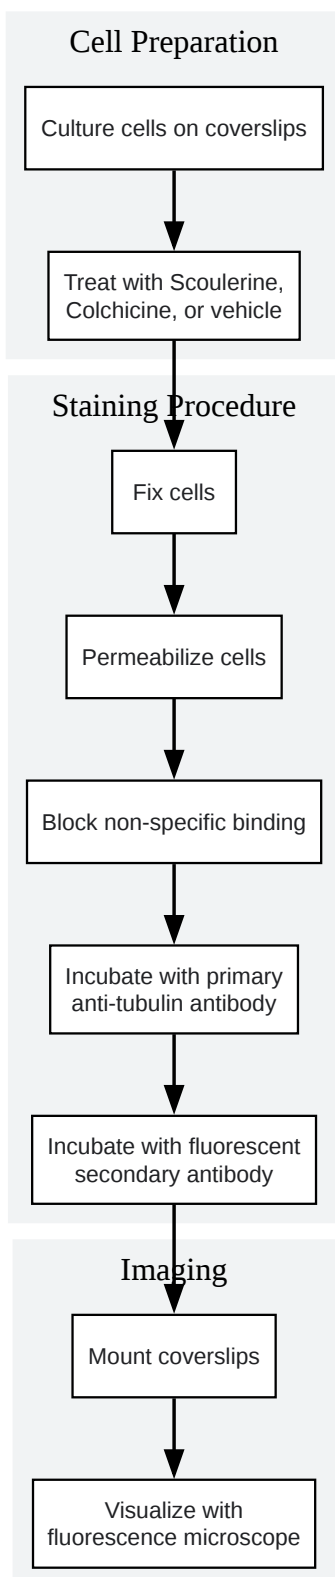 Cell Preparation
Culture cells on coverslips
Treat with Scoulerine,
Colchicine, or vehicle
Staining Procedure
Fix cells
Permeabilize cells
Block non-specific binding
Incubate with primary
anti-tubulin antibody
Incubate with fluorescent
secondary antibody
Imaging
Mount coverslips
Visualize with
fluorescence microscope